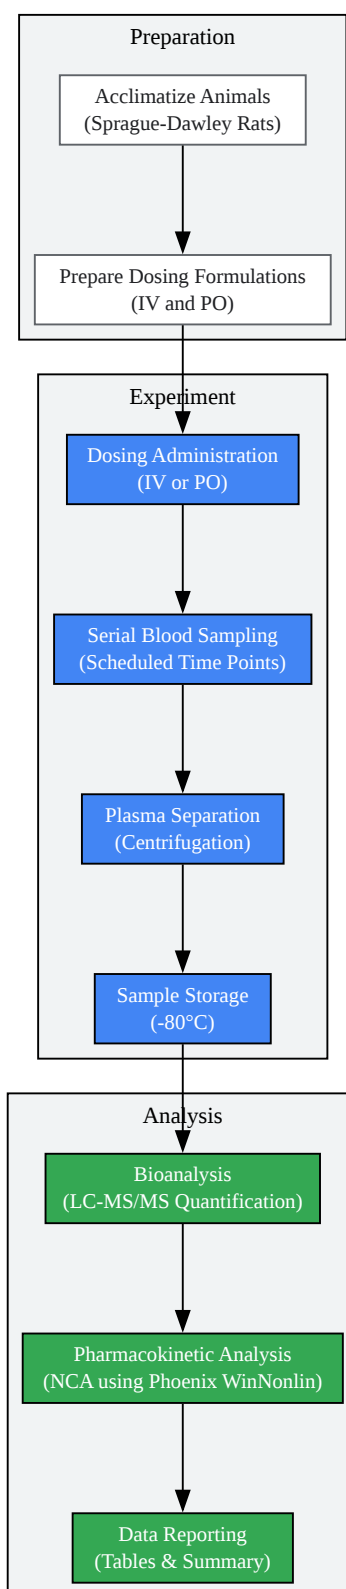 Preparation
Acclimatize Animals
(Sprague-Dawley Rats)
Prepare Dosing Formulations
(IV and PO)
Experiment
Dosing Administration
(IV or PO)
Serial Blood Sampling
(Scheduled Time Points)
Plasma Separation
(Centrifugation)
Sample Storage
(-80°C)
Analysis
Bioanalysis
(LC-MS/MS Quantification)
Pharmacokinetic Analysis
(NCA using Phoenix WinNonlin)
Data Reporting
(Tables & Summary)